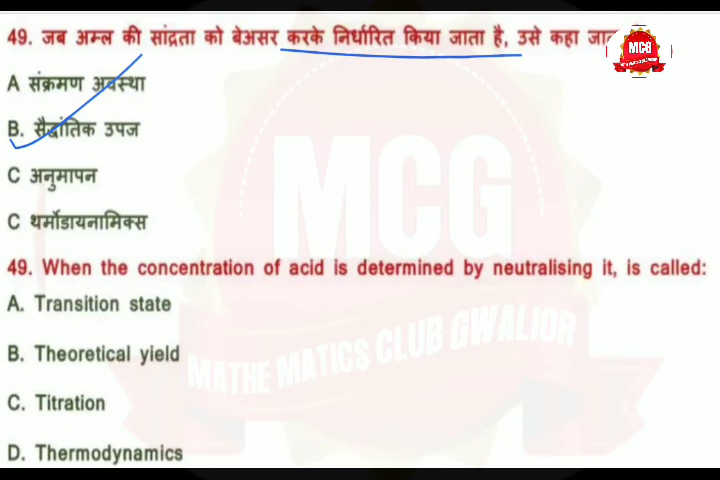 49. जब अम्ल की सांद्रता को बेअसर करके निर्धारित किया जाता है, उसे कहा
MCG
A संक्रमण अवस्था
B. सैद्धांतिक उपज
C अनुमापन
C थर्मोडायनामिक्स
MCG
MATHE MATICS CLUB GWALIOR
49. When the concentration of acid is determined by neutralising it, is called:
A. Transition state
B. Theoretical yield
C. Titration
D. Thermodynamics